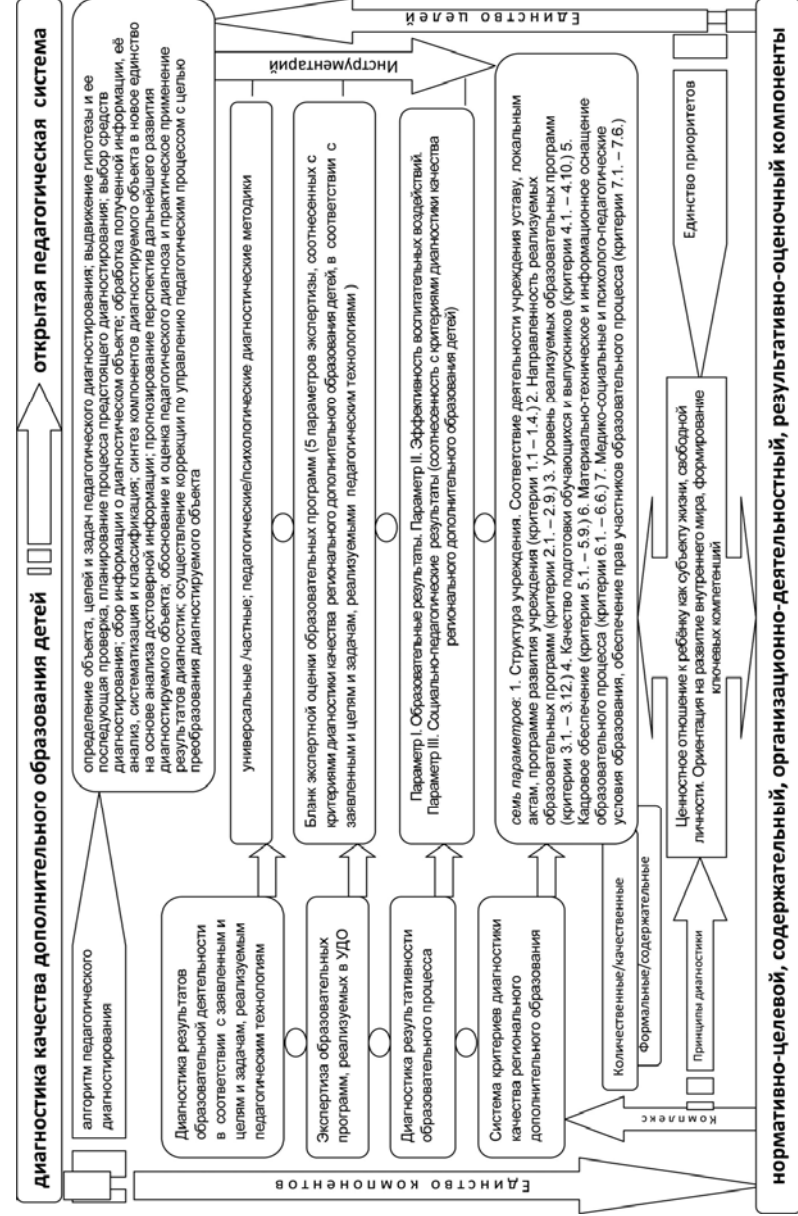 диагностика качества дополнительного образования детей
открытая педагогическая система
алгоритм педагогического
диагностирования
определение объекта, целей и задач педагогического диагностирования; выдвижение гипотезы и ее
последующая проверка, планирование процесса предстоящего диагностирования; выбор средств
диагностирования; сбор информации о диагностическом объекте; обработка полученной информации, её
анализ, систематизация и классификация; синтез компонентов диагностируемого объекта в новое единство
на основе анализа достоверной информации; прогнозирование перспектив дальнейшего развития
диагностируемого объекта; обоснование и оценка педагогического диагноза и практическое применение
результатов диагностик; осуществление коррекции по управлению педагогическим процессом с целью
преобразования диагностируемого объекта
Единство целей
Инструментарий
Диагностика результатов
образовательной деятельности
в соответствии с заявленным и
целям и задачам, реализуемым
педагогическим технологиям
универсальные /частные; педагогические/психологические диагностические методики
Экспертиза образовательных
программ, реализуемых в УДО
Бланк экспертной оценки образовательных программ (5 параметров экспертизы, соотнесенных с
критериями диагностики качества регионального дополнительного образования детей, в соответствии с
заявленным и целям и задачам, реализуемыми педагогическим технологиями )
Диагностика результативности
образовательного процесса
Параметр I. Образовательные результаты. Параметр II. Эффективность воспитательных воздействий.
Параметр III. Социально-педагогические результаты (соотнесенность с критериями диагностики качества
регионального дополнительного образования детей)
Система критериев диагностики
качества регионального
дополнительного образования
семь параметров: 1. Структура учреждения. Соответствие деятельности учреждения уставу, локальным
актам, программе развития учреждения (критерии 1.1 – 1.4.) 2. Направленность реализуемых
образовательных программ (критерии 2.1. – 2.9.) 3. Уровень реализуемых образовательных программ
(критерии 3.1. – 3.12.) 4. Качество подготовки обучающихся и выпускников (критерии 4.1. – 4.10.) 5.
Кадровое обеспечение (критерии 5.1. – 5.9.) 6. Материально-техническое и информационное оснащение
образовательного процесса (критерии 6.1. – 6.6.) 7. Медико-социальные и психолого-педагогические
условия образования, обеспечение прав участников образовательного процесса (критерии 7.1. – 7.6.)
Количественные/качественные
Формальные/содержательные
Единство компонентов
Комплекс
Принципы диагностики
Ценностное отношение к ребёнку как субъекту жизни, свободной
личности. Ориентация на развитие внутреннего мира, формирование
ключевых компетенций
Единство приоритетов
нормативно-целевой, содержательный, организационно-деятельностный, результативно-оценочный компоненты